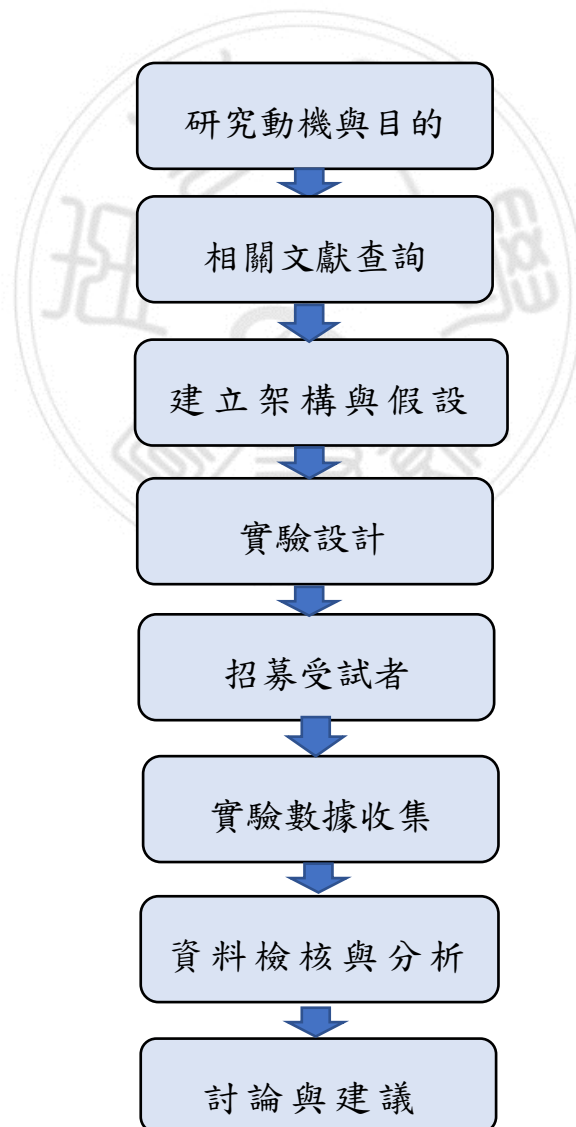 研究動機與目的
相關文獻查詢
建立架構與假設
實驗設計
招募受試者
實驗數據收集
資料檢核與分析
討論與建議